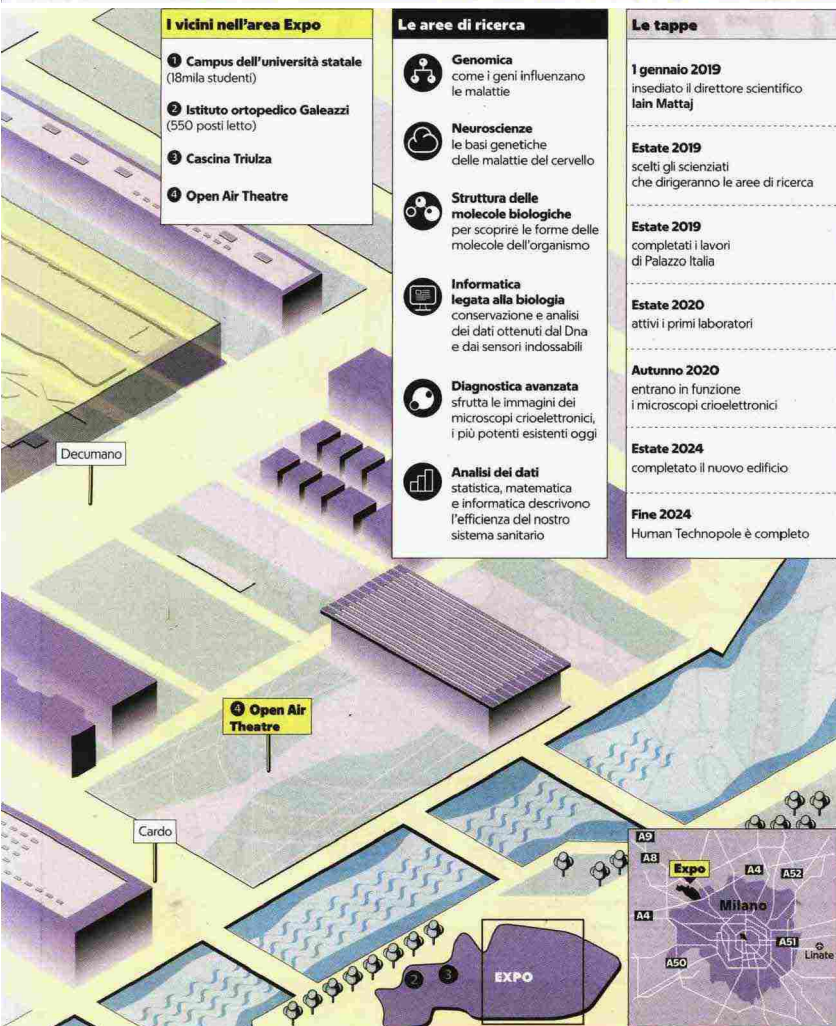 I vicini nell'area Expo
1 Campus dell'università statale
(18mila studenti)
2 Istituto ortopedico Galeazzi
(550 posti letto)
3 Cascina Triulza
4 Open Air Theatre
Le aree di ricerca
Genomica
come i geni influenzano
le malattie
Neuroscienze
le basi genetiche
delle malattie del cervello
Struttura delle
molecole biologiche
per scoprire le forme delle
molecole dell'organismo
Informatica
legata alla biologia
conservazione e analisi
dei dati ottenuti dal Dna
e dai sensori indossabili
Diagnostica avanzata
sfrutta le immagini dei
microscopi crioelettronici,
i più potenti esistenti oggi
Analisi dei dati
statistica, matematica
e informatica descrivono
l'efficienza del nostro
sistema sanitario
Le tappe
1 gennaio 2019
insediato il direttore scientifico
Iain Mattaj
Estate 2019
scelti gli scienziati
che dirigeranno le aree di ricerca
Estate 2019
completati i lavori
di Palazzo Italia
Estate 2020
attivi i primi laboratori
Autunno 2020
entrano in funzione
i microscopi crioelettronici
Estate 2024
completato il nuovo edificio
Fine 2024
Human Technopole è completo
Decumano
4 Open Air
Theatre
Cardo
2
3
EXPO
A9
A8
Expo
A4
A52
Milano
A4
A51
Linate
A50